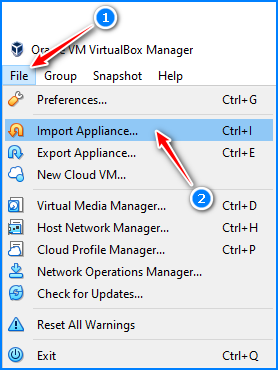 1
Oracle VM VirtualBox Manager
File Group Snapshot Help
Preferences... Ctrl+G
Import Appliance... Ctrl+I
2
Export Appliance... Ctrl+E
New Cloud VM...
Virtual Media Manager... Ctrl+D
Host Network Manager... Ctrl+H
Cloud Profile Manager... Ctrl+P
Network Operations Manager...
Check for Updates...
Reset All Warnings
Exit Ctrl+Q